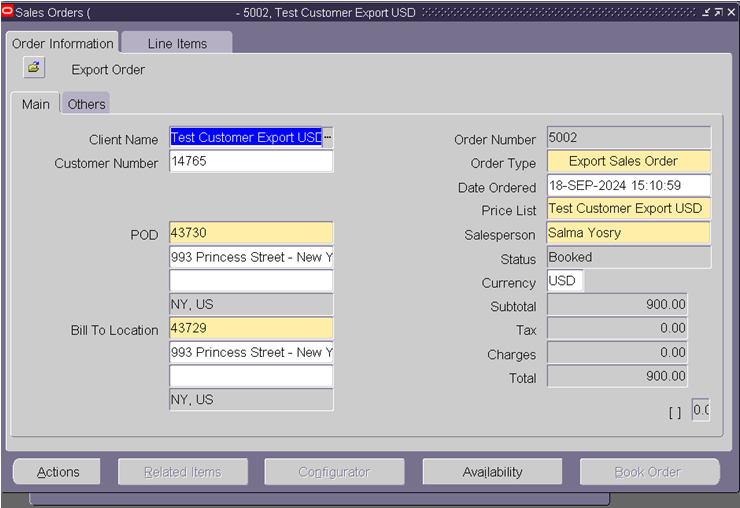 Sales Orders ( - 5002, Test Customer Export USD
Order Information Line Items
Export Order
Main Others
Client Name Test Customer Export USD
Customer Number 14765
POD 43730
993 Princess Street - New Y
NY, US
Bill To Location 43729
993 Princess Street - New Y
NY, US
Order Number 5002
Order Type Export Sales Order
Date Ordered 18-SEP-2024 15:10:59
Price List Test Customer Export USD
Salesperson Salma Yosry
Status Booked
Currency USD
Subtotal 900.00
Tax 0.00
Charges 0.00
Total 900.00
[ ] 0.0
Actions Related Items Configurator Availability Book Order